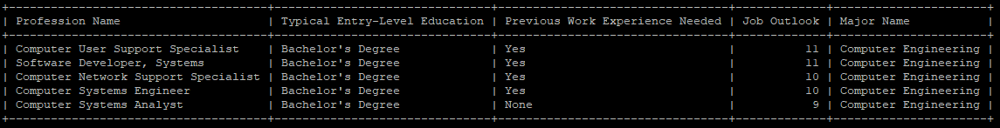 +-------------------------------------+-------------------------------+---------------------------------+-------------+----------------------+
| Profession Name | Typical Entry-Level Education | Previous Work Experience Needed | Job Outlook | Major Name |
+-------------------------------------+-------------------------------+---------------------------------+-------------+----------------------+
| Computer User Support Specialist | Bachelor's Degree | Yes | 11 | Computer Engineering |
| Software Developer, Systems | Bachelor's Degree | Yes | 11 | Computer Engineering |
| Computer Network Support Specialist | Bachelor's Degree | Yes | 10 | Computer Engineering |
| Computer Systems Engineer | Bachelor's Degree | Yes | 10 | Computer Engineering |
| Computer Systems Analyst | Bachelor's Degree | None | 9 | Computer Engineering |
+-------------------------------------+-------------------------------+---------------------------------+-------------+----------------------+